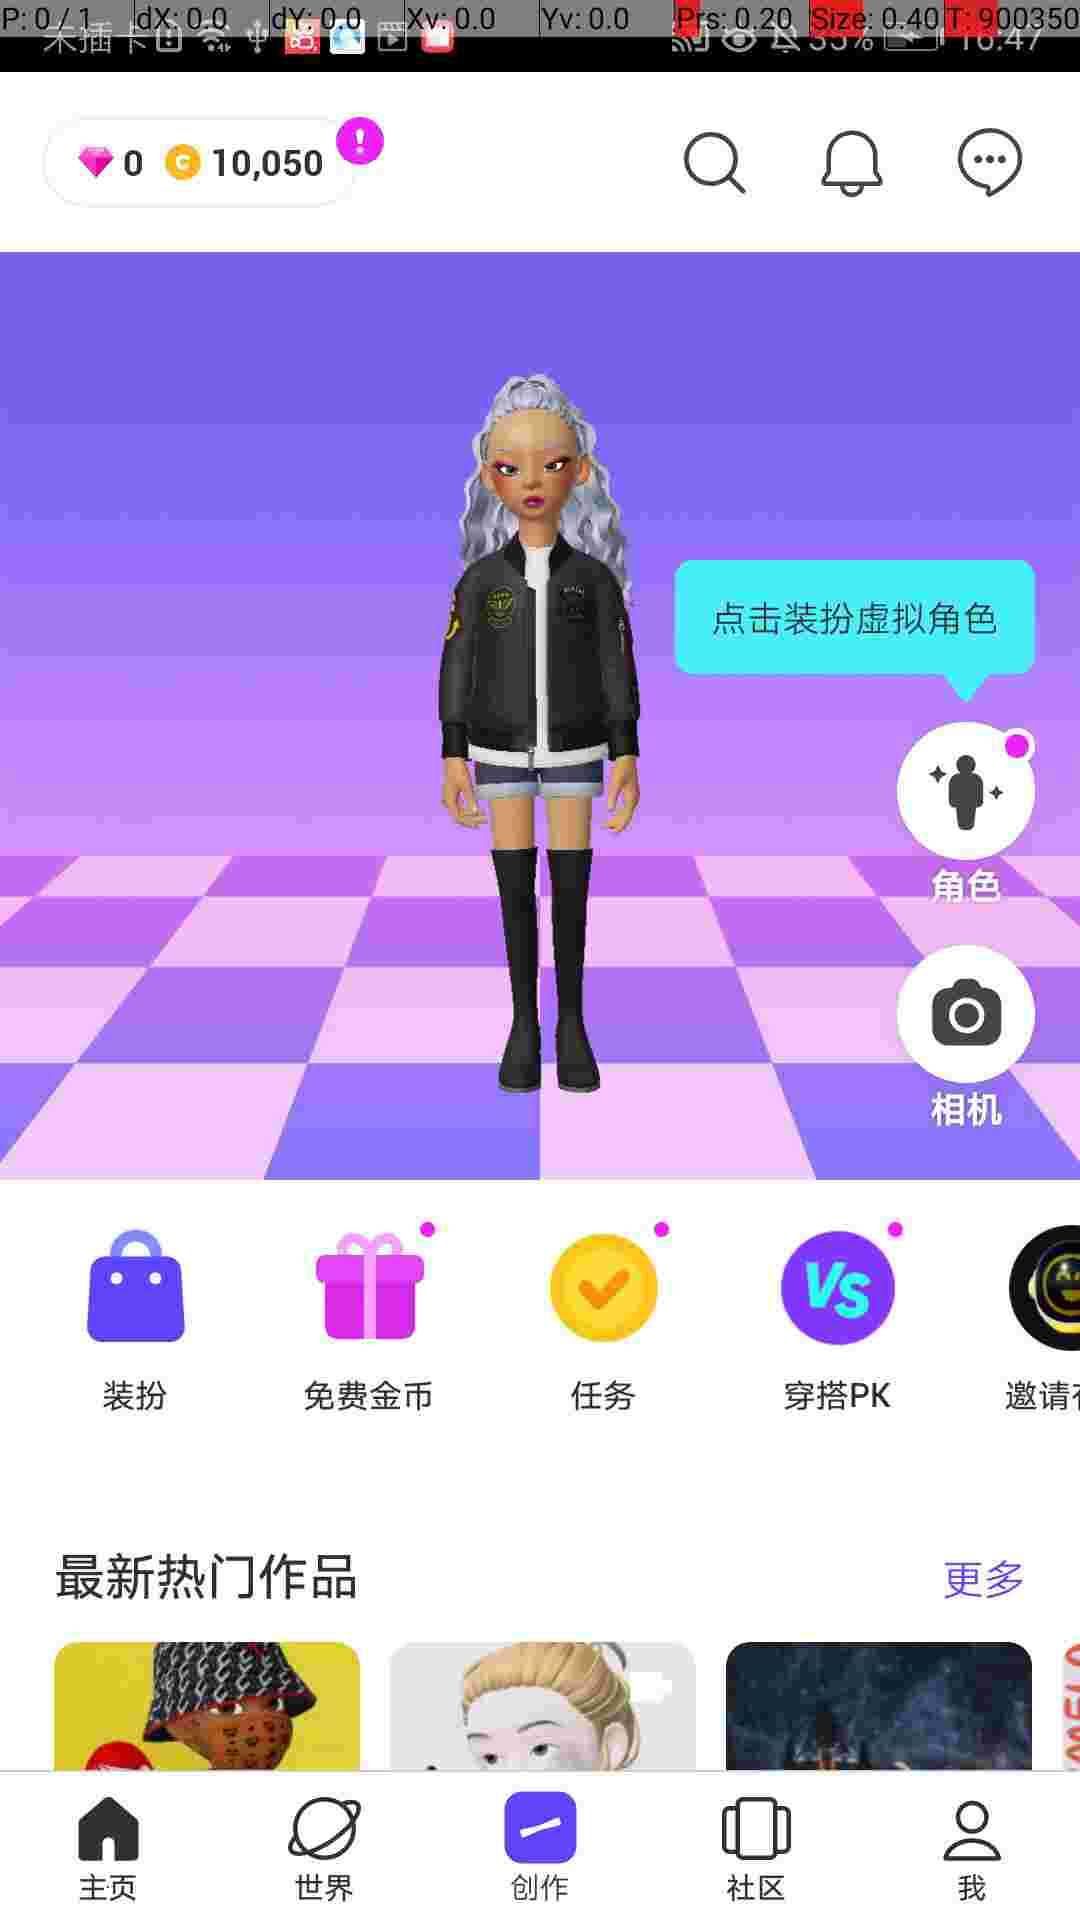 P: 0 / 1 dX: 0.0 dY: 0.0 Xv: 0.0 Yv: 0.0 Prs: 0.20 Size: 0.40 T: 900350
未插卡 33% 16:47
0 10,050
点击装扮虚拟角色
角色
相机
VS
装扮 免费金币 任务 穿搭PK 邀请
最新热门作品 更多
主页 世界 创作 社区 我